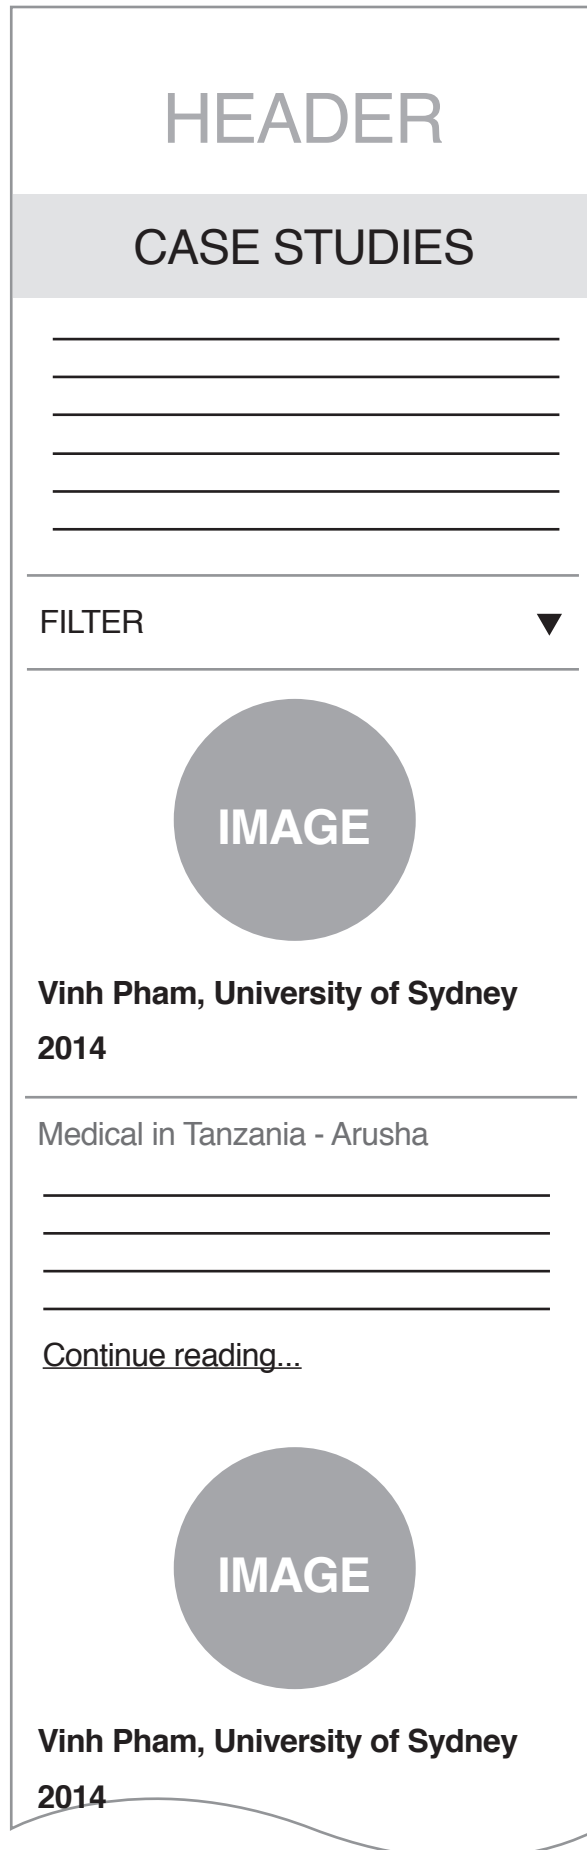 HEADER
CASE STUDIES
FILTER
IMAGE
Vinh Pham, University of Sydney
2014
Medical in Tanzania - Arusha
Continue reading...
IMAGE
Vinh Pham, University of Sydney
2014